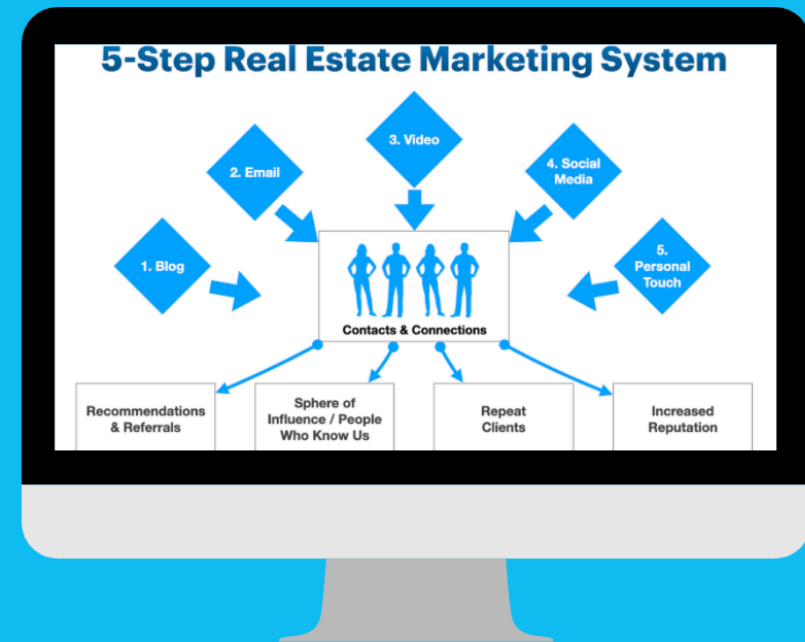 5-Step Real Estate Marketing System
3. Video
2. Email
4. Social
Media
1. Blog
5.
Personal
Touch
Contacts & Connections
Recommendations
& Referrals
Sphere of
Influence / People
Who Know Us
Repeat
Clients
Increased
Reputation